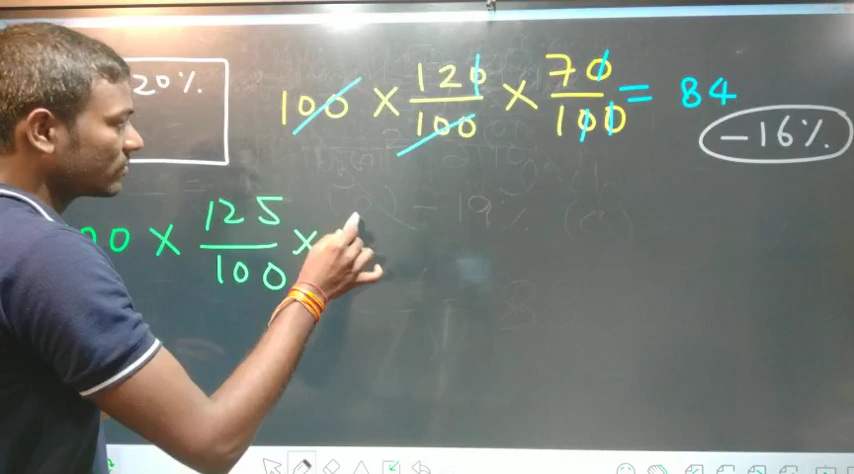 20%
100 × 120/100 × 70/100 = 84
-16%
00 × 125/100 ×